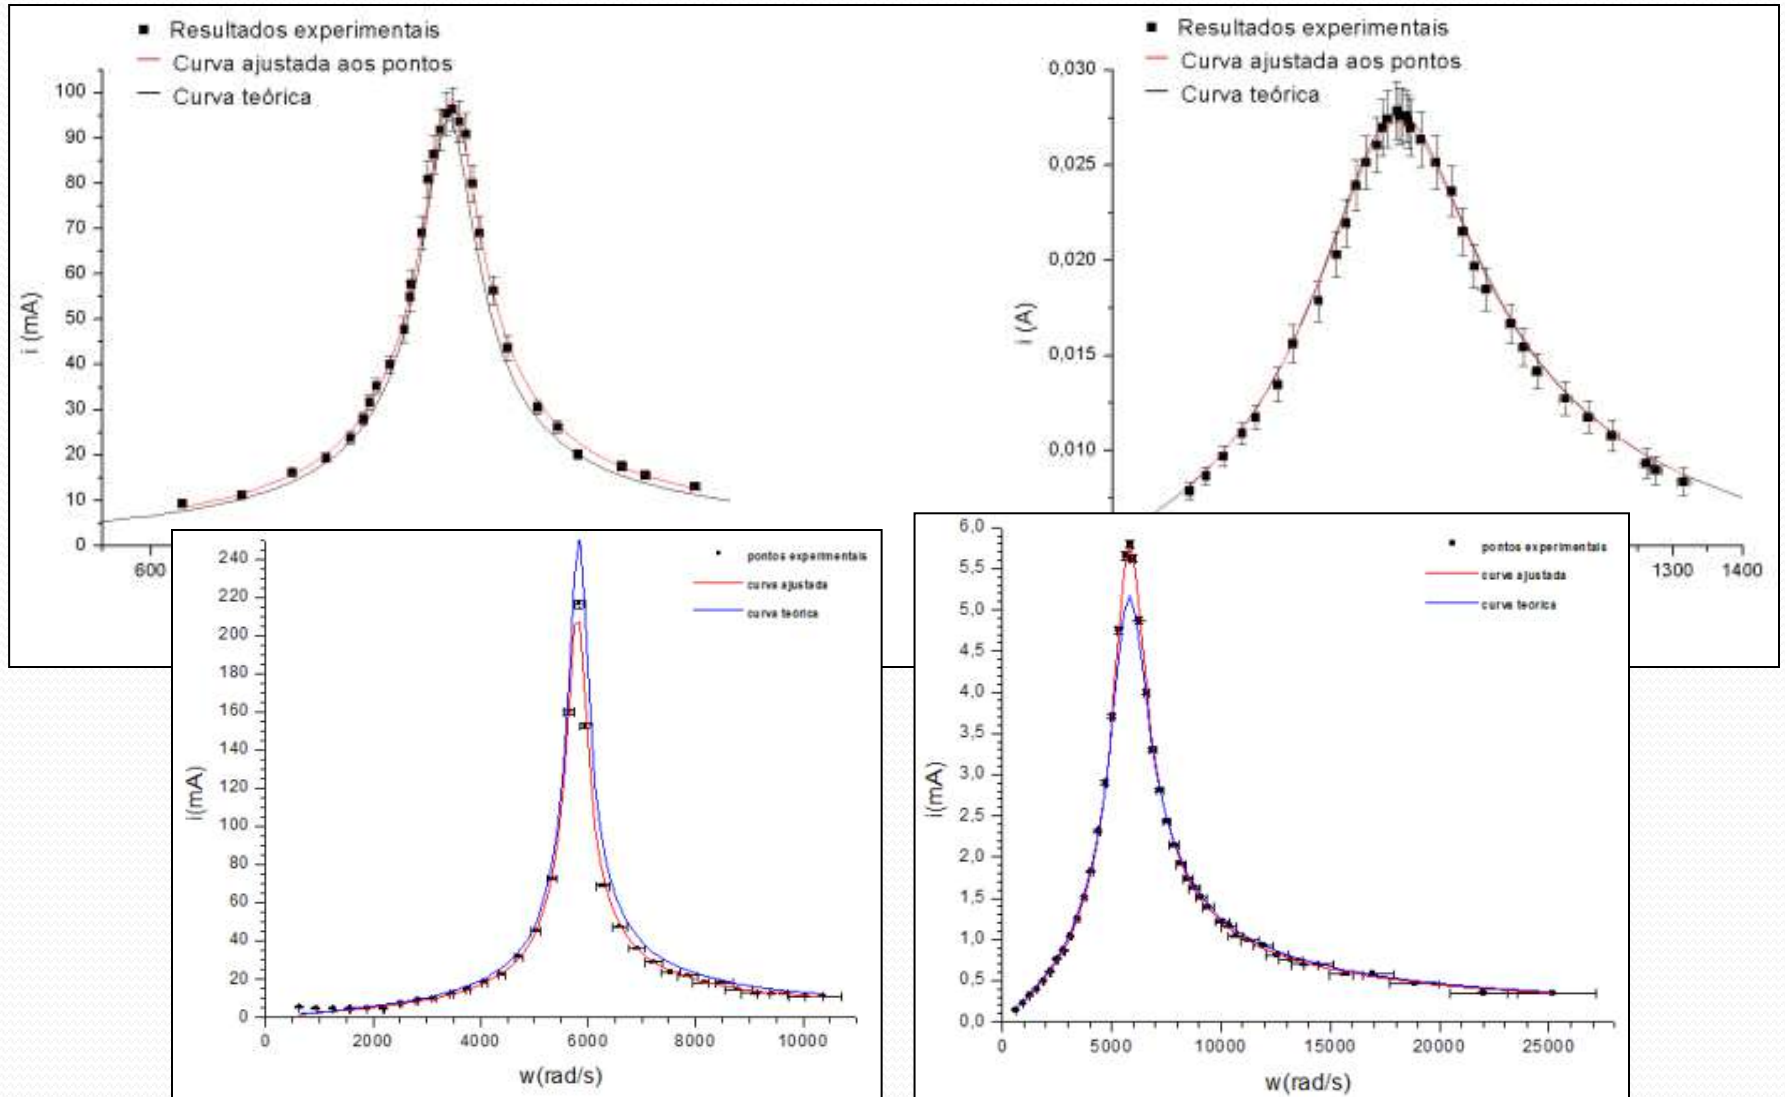 Resultados experimentais
Curva ajustada aos pontos
Curva teórica
100
90
80
70
60
50
40
30
20
10
0
i (mA)
600
Resultados experimentais
Curva ajustada aos pontos
Curva teórica
0,030
0,025
0,020
0,015
0,010
i (A)
1300 1400
pontos experimentais
curva ajustada
curva teórica
240
220
200
180
160
140
120
100
80
60
40
20
0
i(mA)
0 2000 4000 6000 8000 10000
w(rad/s)
pontos experimentais
curva ajustada
curva teórica
6,0
5,5
5,0
4,5
4,0
3,5
3,0
2,5
2,0
1,5
1,0
0,5
0,0
i(mA)
0 5000 10000 15000 20000 25000
w(rad/s)